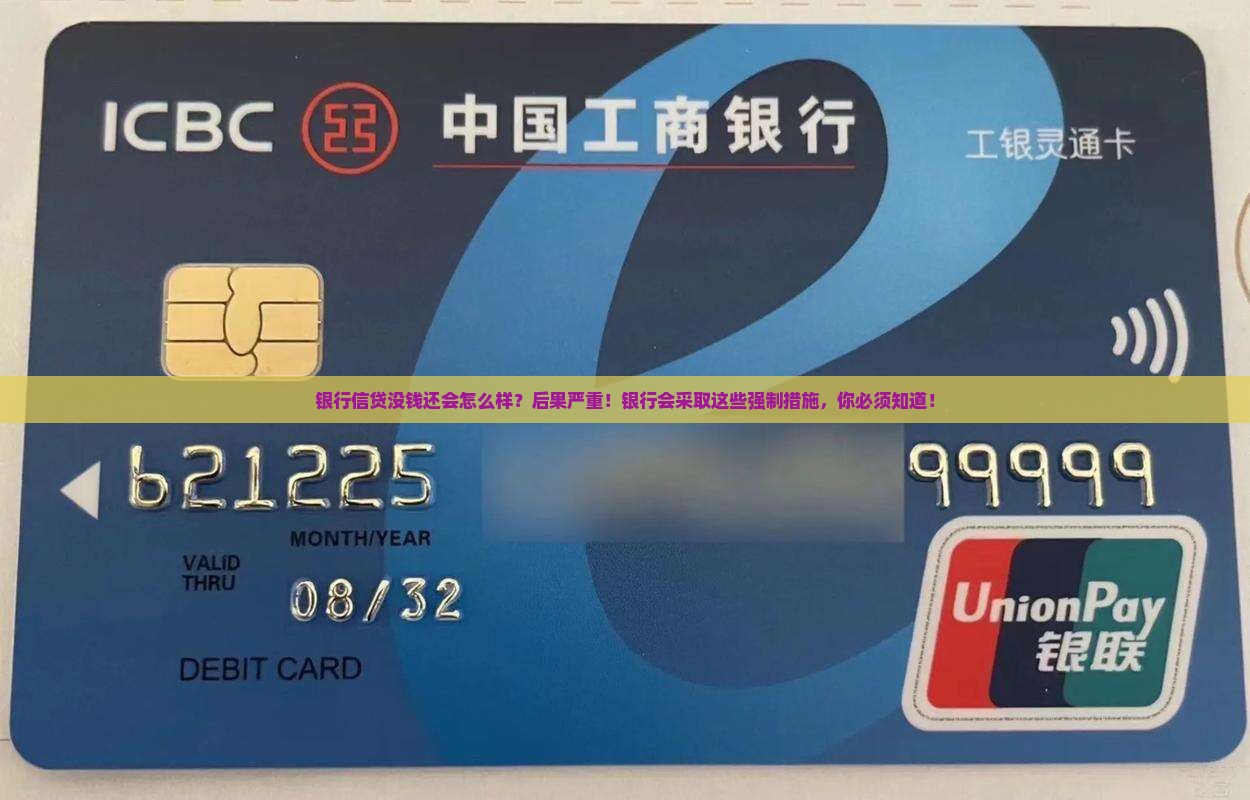 ICBC 中国工商银行
工银灵通卡
银行信贷没钱还会怎么样？后果严重！银行会采取这些强制措施，你必须知道！
621225 99999
MONTH/YEAR
VALID
THRU
08/32
DEBIT CARD
UnionPay
银联